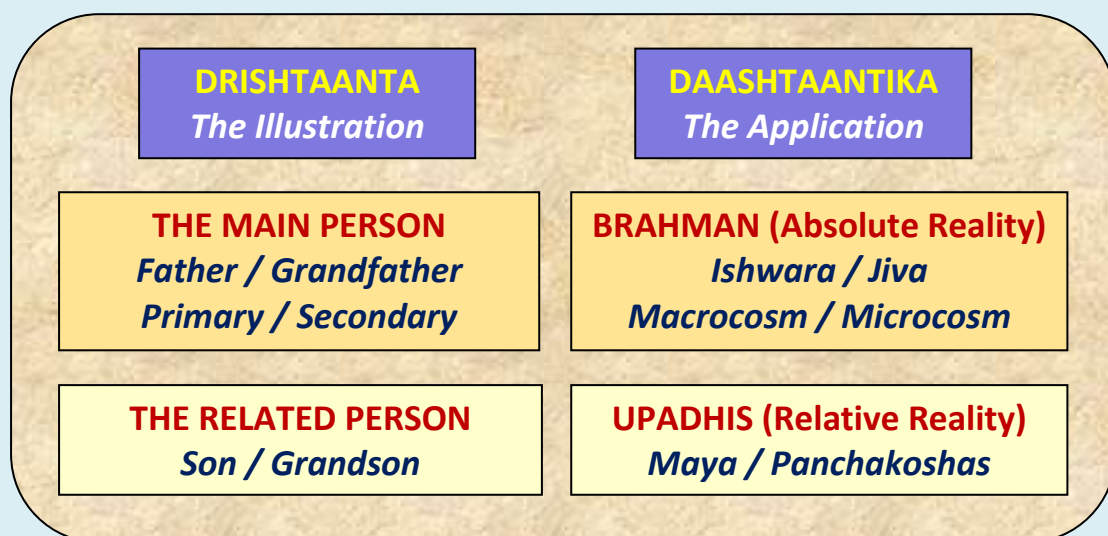 DRISHTAANTA
The Illustration
DAASHTAANTIKA
The Application
THE MAIN PERSON
Father / Grandfather
Primary / Secondary
BRAHMAN (Absolute Reality)
Ishwara / Jiva
Macrocosm / Microcosm
THE RELATED PERSON
Son / Grandson
UPADHIS (Relative Reality)
Maya / Panchakoshas